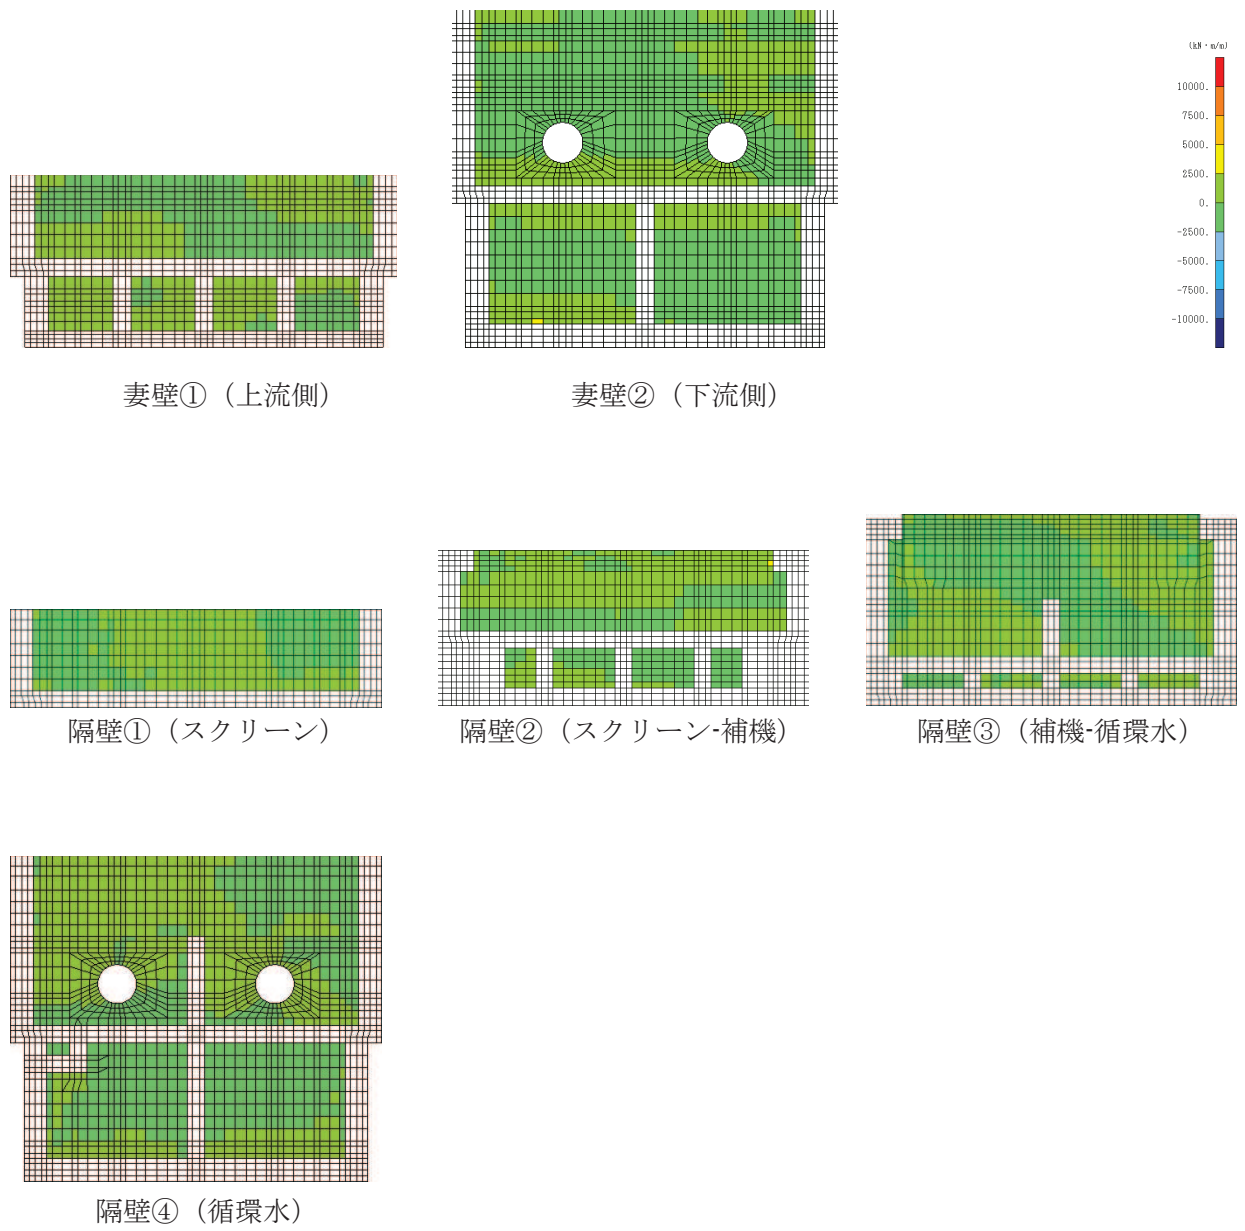 (kN・m/m)
10000.
7500.
5000.
2500.
0.
-2500.
-5000.
-7500.
-10000.
妻壁①（上流側）
妻壁②（下流側）
隔壁①（スクリーン）
隔壁②（スクリーン-補機）
隔壁③（補機-循環水）
隔壁④（循環水）